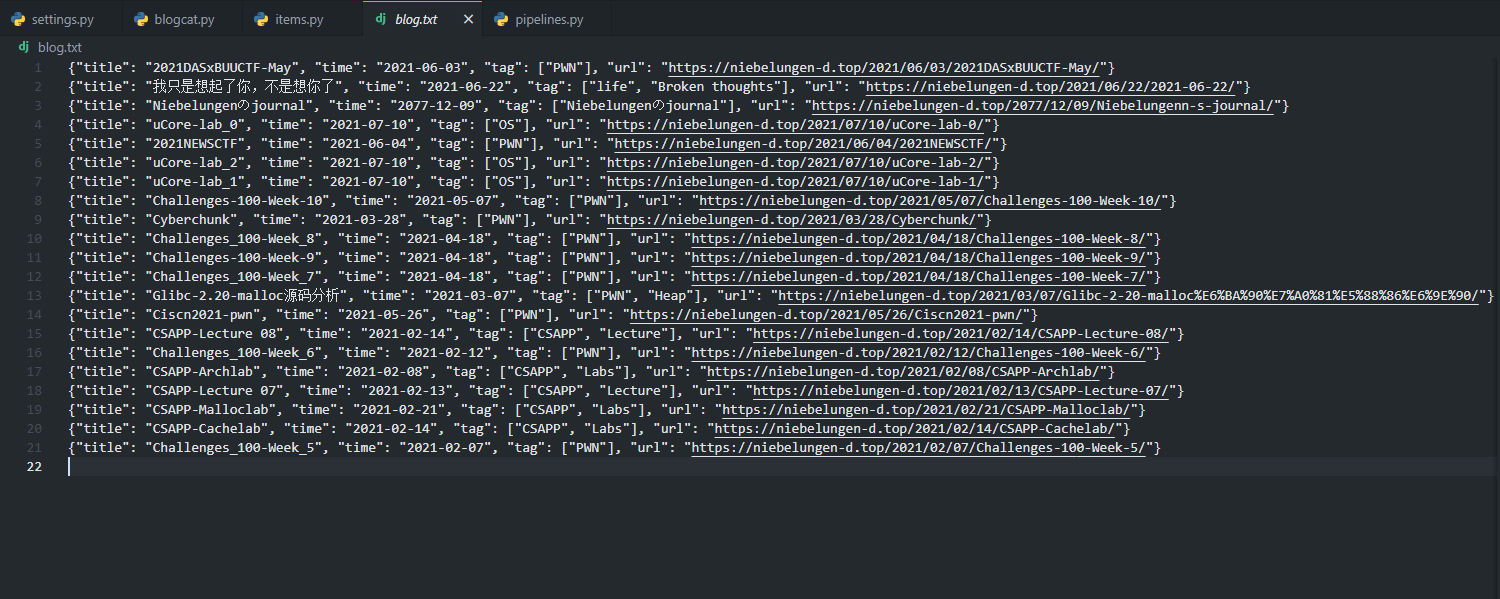 settings.py blogcat.py items.py blog.txt pipelines.py
blog.txt
1 {"title": "2021DASxBUUCTF-May", "time": "2021-06-03", "tag": ["PWN"], "url": "https://niebelungen-d.top/2021/06/03/2021DASxBUUCTF-May/"}
2 {"title": "我只是想起了你，不是想你了", "time": "2021-06-22", "tag": ["life", "Broken thoughts"], "url": "https://niebelungen-d.top/2021/06/22/2021-06-22/"}
3 {"title": "Niebelungenのjournal", "time": "2077-12-09", "tag": ["Niebelungenのjournal"], "url": "https://niebelungen-d.top/2077/12/09/Niebelungenn-s-journal/"}
4 {"title": "uCore-lab_0", "time": "2021-07-10", "tag": ["OS"], "url": "https://niebelungen-d.top/2021/07/10/uCore-lab-0/"}
5 {"title": "2021NEWSCTF", "time": "2021-06-04", "tag": ["PWN"], "url": "https://niebelungen-d.top/2021/06/04/2021NEWSCTF/"}
6 {"title": "uCore-lab_2", "time": "2021-07-10", "tag": ["OS"], "url": "https://niebelungen-d.top/2021/07/10/uCore-lab-2/"}
7 {"title": "uCore-lab_1", "time": "2021-07-10", "tag": ["OS"], "url": "https://niebelungen-d.top/2021/07/10/uCore-lab-1/"}
8 {"title": "Challenges-100-Week-10", "time": "2021-05-07", "tag": ["PWN"], "url": "https://niebelungen-d.top/2021/05/07/Challenges-100-Week-10/"}
9 {"title": "Cyberchunk", "time": "2021-03-28", "tag": ["PWN"], "url": "https://niebelungen-d.top/2021/03/28/Cyberchunk/"}
10 {"title": "Challenges_100-Week_8", "time": "2021-04-18", "tag": ["PWN"], "url": "https://niebelungen-d.top/2021/04/18/Challenges-100-Week-8/"}
11 {"title": "Challenges_100-Week-9", "time": "2021-04-18", "tag": ["PWN"], "url": "https://niebelungen-d.top/2021/04/18/Challenges-100-Week-9/"}
12 {"title": "Challenges_100-Week_7", "time": "2021-04-18", "tag": ["PWN"], "url": "https://niebelungen-d.top/2021/04/18/Challenges-100-Week-7/"}
13 {"title": "Glibc-2.20-malloc源码分析", "time": "2021-03-07", "tag": ["PWN", "Heap"], "url": "https://niebelungen-d.top/2021/03/07/Glibc-2-20-malloc%E6%BA%90%E7%A0%81%E5%88%86%E6%9E%90/"}
14 {"title": "Ciscn2021-pwn", "time": "2021-05-26", "tag": ["PWN"], "url": "https://niebelungen-d.top/2021/05/26/Ciscn2021-pwn/"}
15 {"title": "CSAPP-Lecture 08", "time": "2021-02-14", "tag": ["CSAPP", "Lecture"], "url": "https://niebelungen-d.top/2021/02/14/CSAPP-Lecture-08/"}
16 {"title": "Challenges_100-Week_6", "time": "2021-02-12", "tag": ["PWN"], "url": "https://niebelungen-d.top/2021/02/12/Challenges-100-Week-6/"}
17 {"title": "CSAPP-Archlab", "time": "2021-02-08", "tag": ["CSAPP", "Labs"], "url": "https://niebelungen-d.top/2021/02/08/CSAPP-Archlab/"}
18 {"title": "CSAPP-Lecture 07", "time": "2021-02-13", "tag": ["CSAPP", "Lecture"], "url": "https://niebelungen-d.top/2021/02/13/CSAPP-Lecture-07/"}
19 {"title": "CSAPP-Malloclab", "time": "2021-02-21", "tag": ["CSAPP", "Labs"], "url": "https://niebelungen-d.top/2021/02/21/CSAPP-Malloclab/"}
20 {"title": "CSAPP-Cachelab", "time": "2021-02-14", "tag": ["CSAPP", "Labs"], "url": "https://niebelungen-d.top/2021/02/14/CSAPP-Cachelab/"}
21 {"title": "Challenges_100-Week_5", "time": "2021-02-07", "tag": ["PWN"], "url": "https://niebelungen-d.top/2021/02/07/Challenges-100-Week-5/"}
22